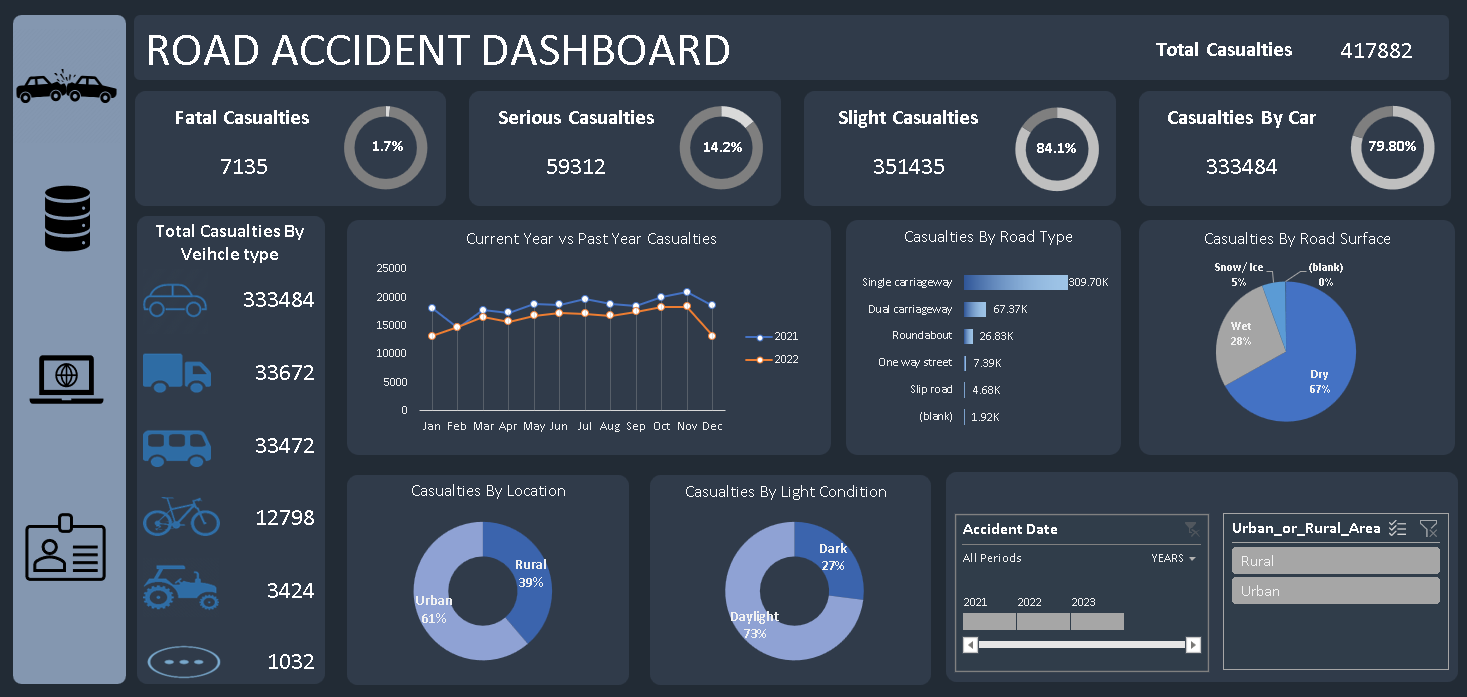 ROAD ACCIDENT DASHBOARD
Total Casualties 417882
Fatal Casualties
7135
1.7%
Serious Casualties
59312
14.2%
Slight Casualties
351435
84.1%
Casualties By Car
333484
79.80%
Total Casualties By
Veihcle type
333484
33672
33472
12798
3424
1032
Current Year vs Past Year Casualties
25000
20000
15000
10000
5000
0
Jan Feb Mar Apr May Jun Jul Aug Sep Oct Nov Dec
2021
2022
Casualties By Road Type
Single carriageway 309.70K
Dual carriageway 67.37K
Roundabout 26.83K
One way street 7.39K
Slip road 4.68K
(blank) 1.92K
Casualties By Road Surface
Snow/ Ice
5%
(blank)
0%
Wet
28%
Dry
67%
Casualties By Location
Rural
39%
Urban
61%
Casualties By Light Condition
Dark
27%
Daylight
73%
Accident Date
All Periods YEARS
2021 2022 2023
Urban_or_Rural_Area
Rural
Urban